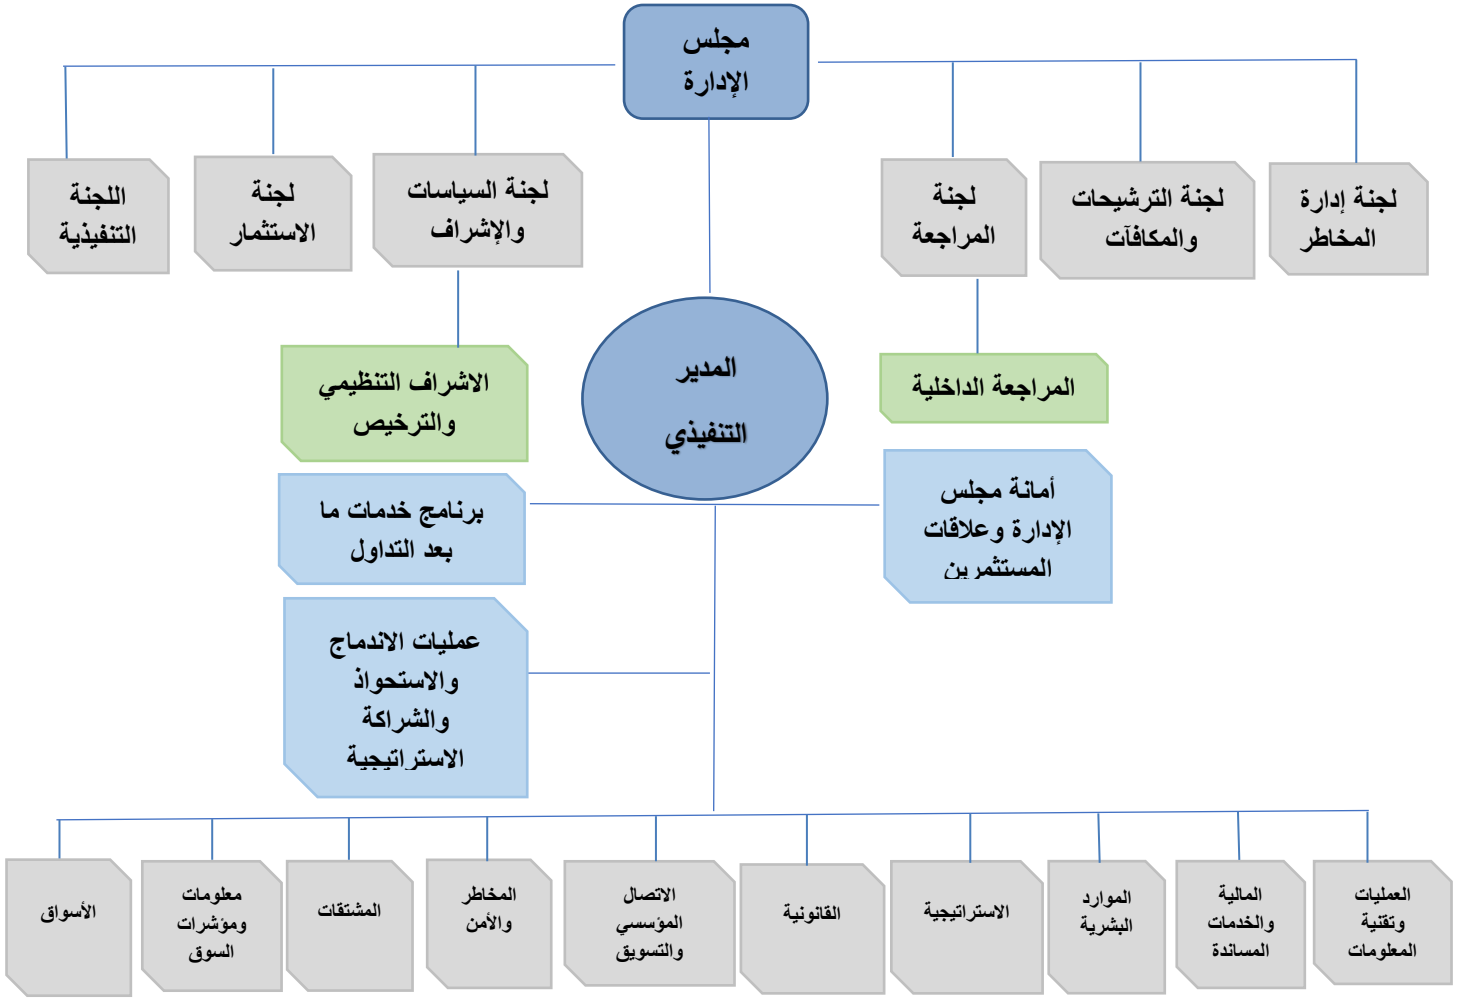 مجلس
الإدارة
لجنة إدارة
المخاطر
لجنة الترشيحات
والمكافآت
لجنة
المراجعة
لجنة السياسات
والإشراف
لجنة
الاستثمار
اللجنة
التنفيذية
المدير
التنفيذي
المراجعة الداخلية
الاشراف التنظيمي
والترخيص
أمانة مجلس
الإدارة وعلاقات
المستثمرين
برنامج خدمات ما
بعد التداول
عمليات الاندماج
والاستحواذ
والشراكة
الاستراتيجية
العمليات
وتقنية
المعلومات
المالية
والخدمات
المساندة
الموارد
البشرية
الاستراتيجية
القانونية
الاتصال
المؤسسي
والتسويق
المخاطر
والأمن
المشتقات
معلومات
ومؤشرات
السوق
الأسواق